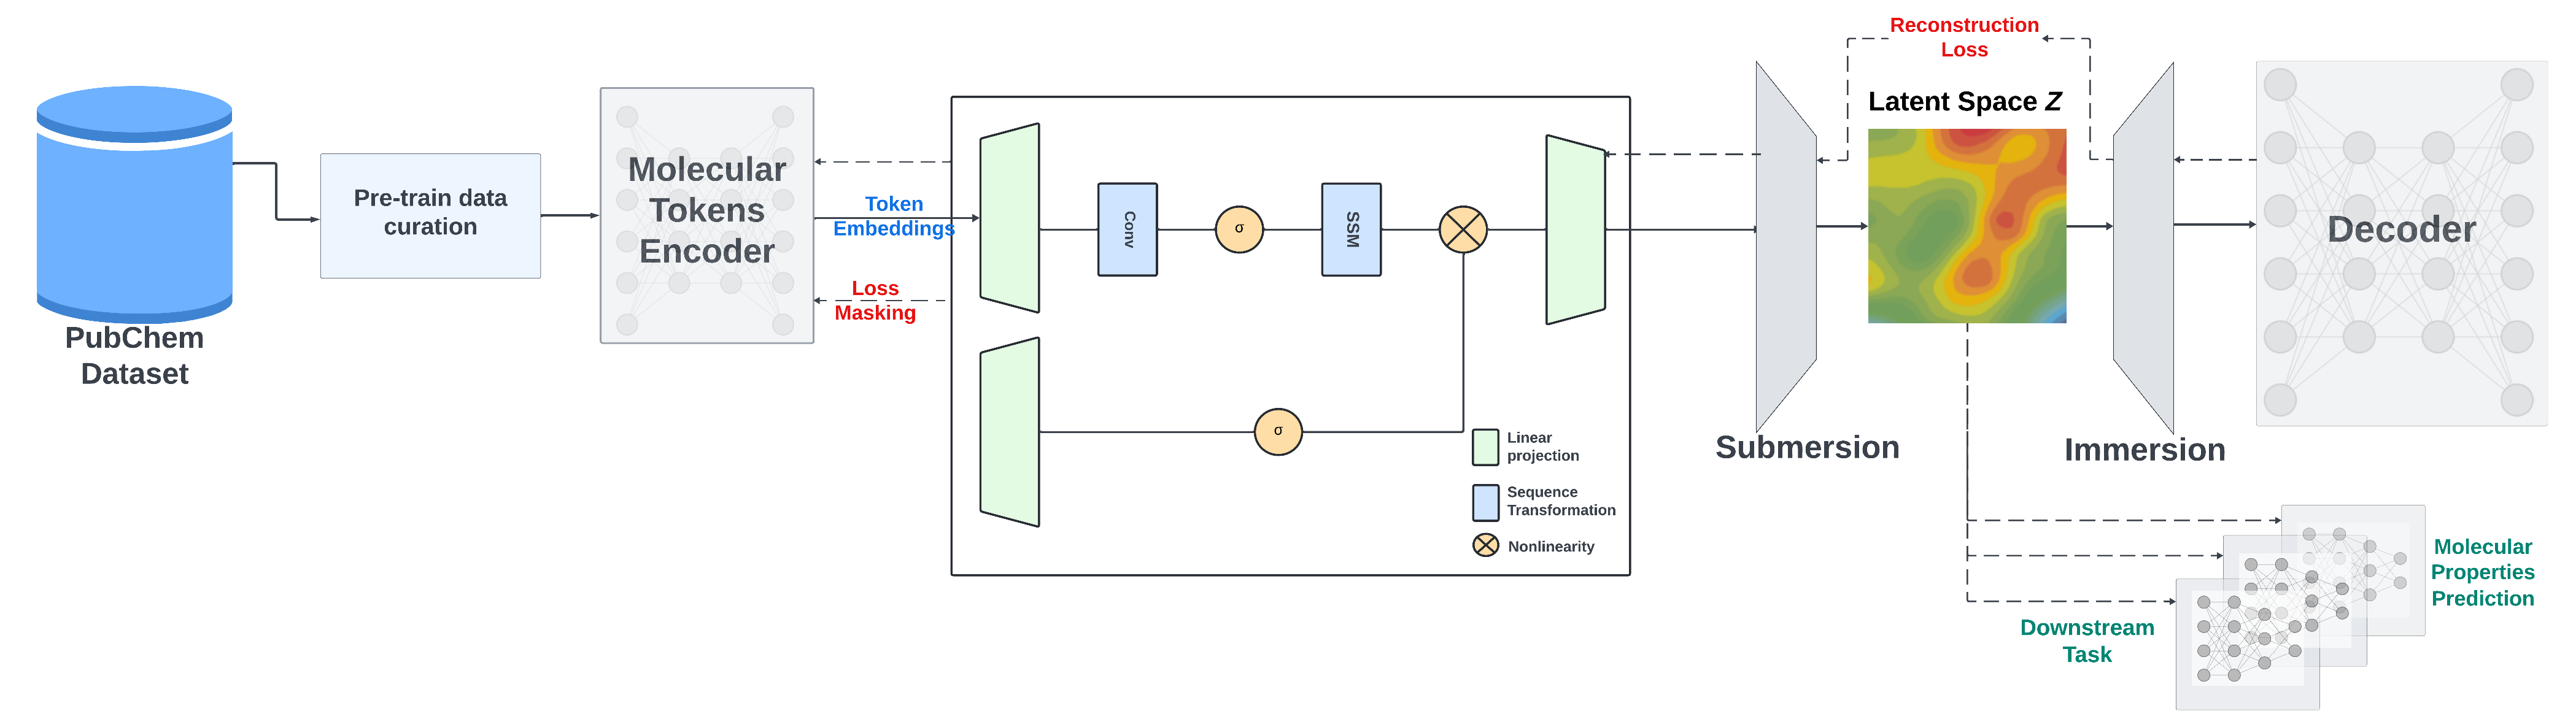 PubChem
Dataset
Pre-train data
curation
Molecular
Tokens
Encoder
Token
Embeddings
Loss
Masking
Conv
σ
SSM
σ
Linear
projection
Sequence
Transformation
Nonlinearity
Submersion
Reconstruction
Loss
Latent Space Z
Immersion
Decoder
Downstream
Task
Molecular
Properties
Prediction